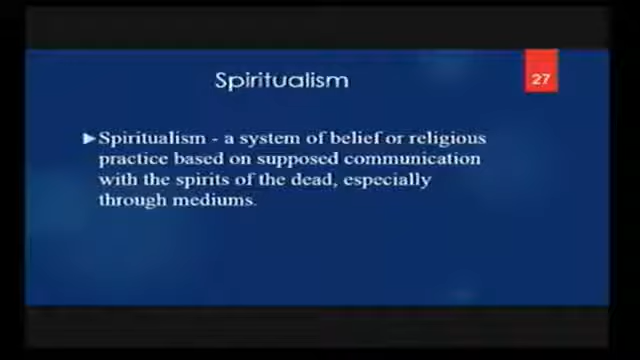 Spiritualism
27
Spiritualism - a system of belief or religious
practice based on supposed communication
with the spirits of the dead, especially
through mediums.